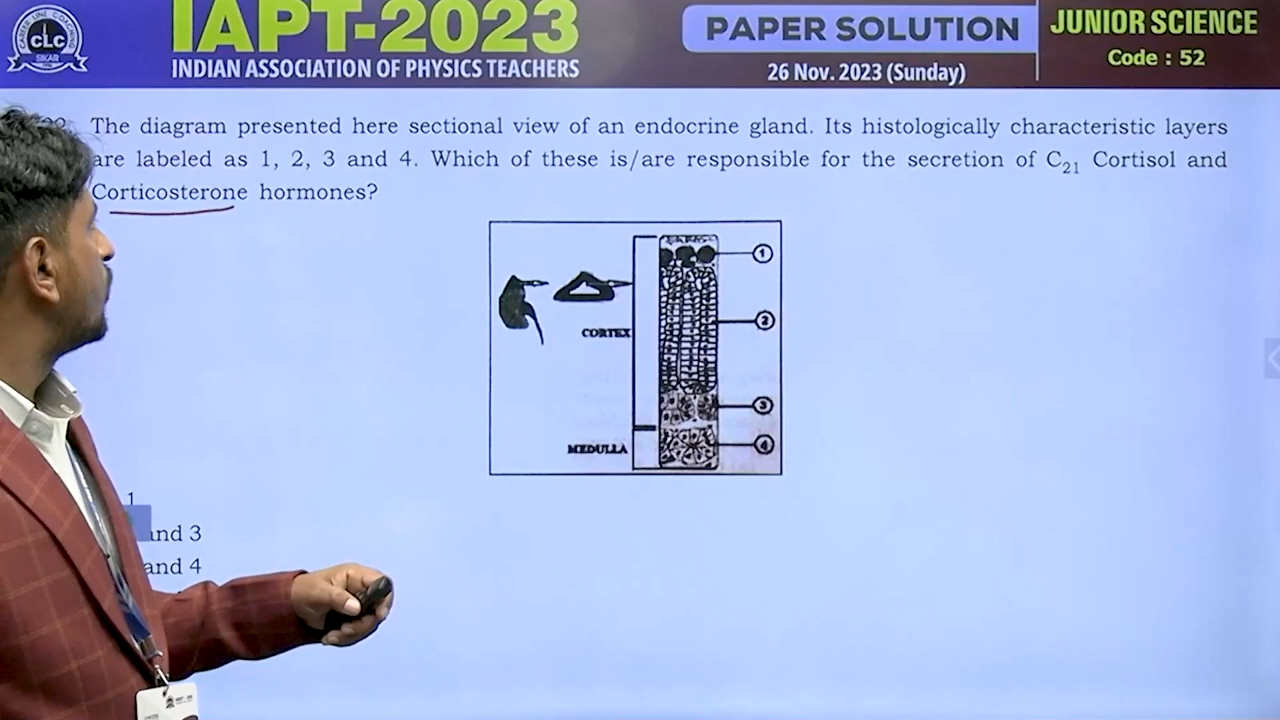 IAPT-2023
INDIAN ASSOCIATION OF PHYSICS TEACHERS
PAPER SOLUTION
26 Nov. 2023 (Sunday)
JUNIOR SCIENCE
Code : 52
CLC
SIKAR
The diagram presented here sectional view of an endocrine gland. Its histologically characteristic layers
are labeled as 1, 2, 3 and 4. Which of these is/are responsible for the secretion of C21 Cortisol and
Corticosterone hormones?
1
2
CORTEX
3
MEDULLA
4
1
and 3
and 4